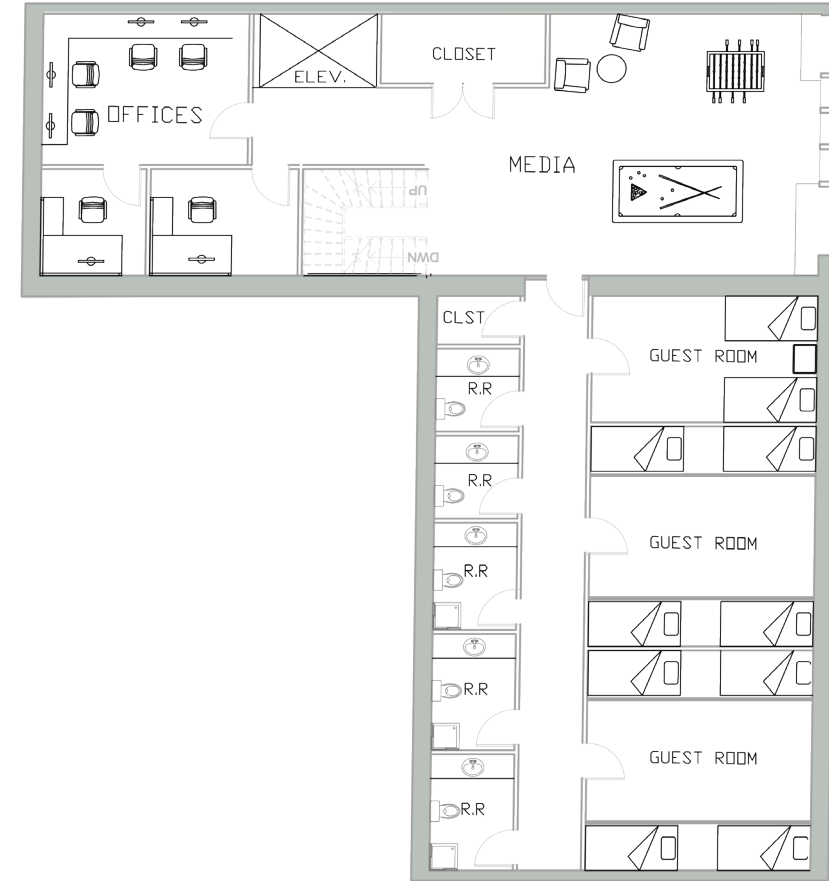 CLOSET
ELEV.
OFFICES
MEDIA
UP
DWN
CLST
GUEST ROOM
R.R
R.R
GUEST ROOM
R.R
R.R
GUEST ROOM
R.R